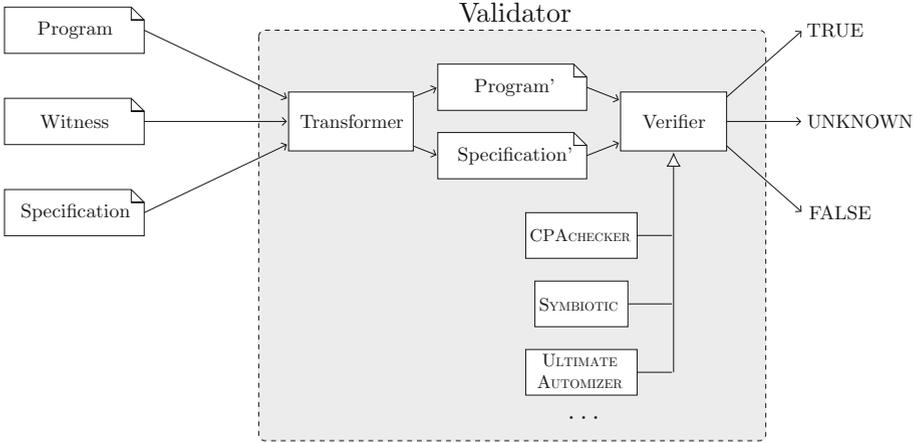 Validator
Program
Witness
Specification
Transformer
Program'
Specification'
Verifier
TRUE
UNKNOWN
FALSE
CPACHECKER
SYMBIOTIC
ULTIMATE
AUTOMIZER
...